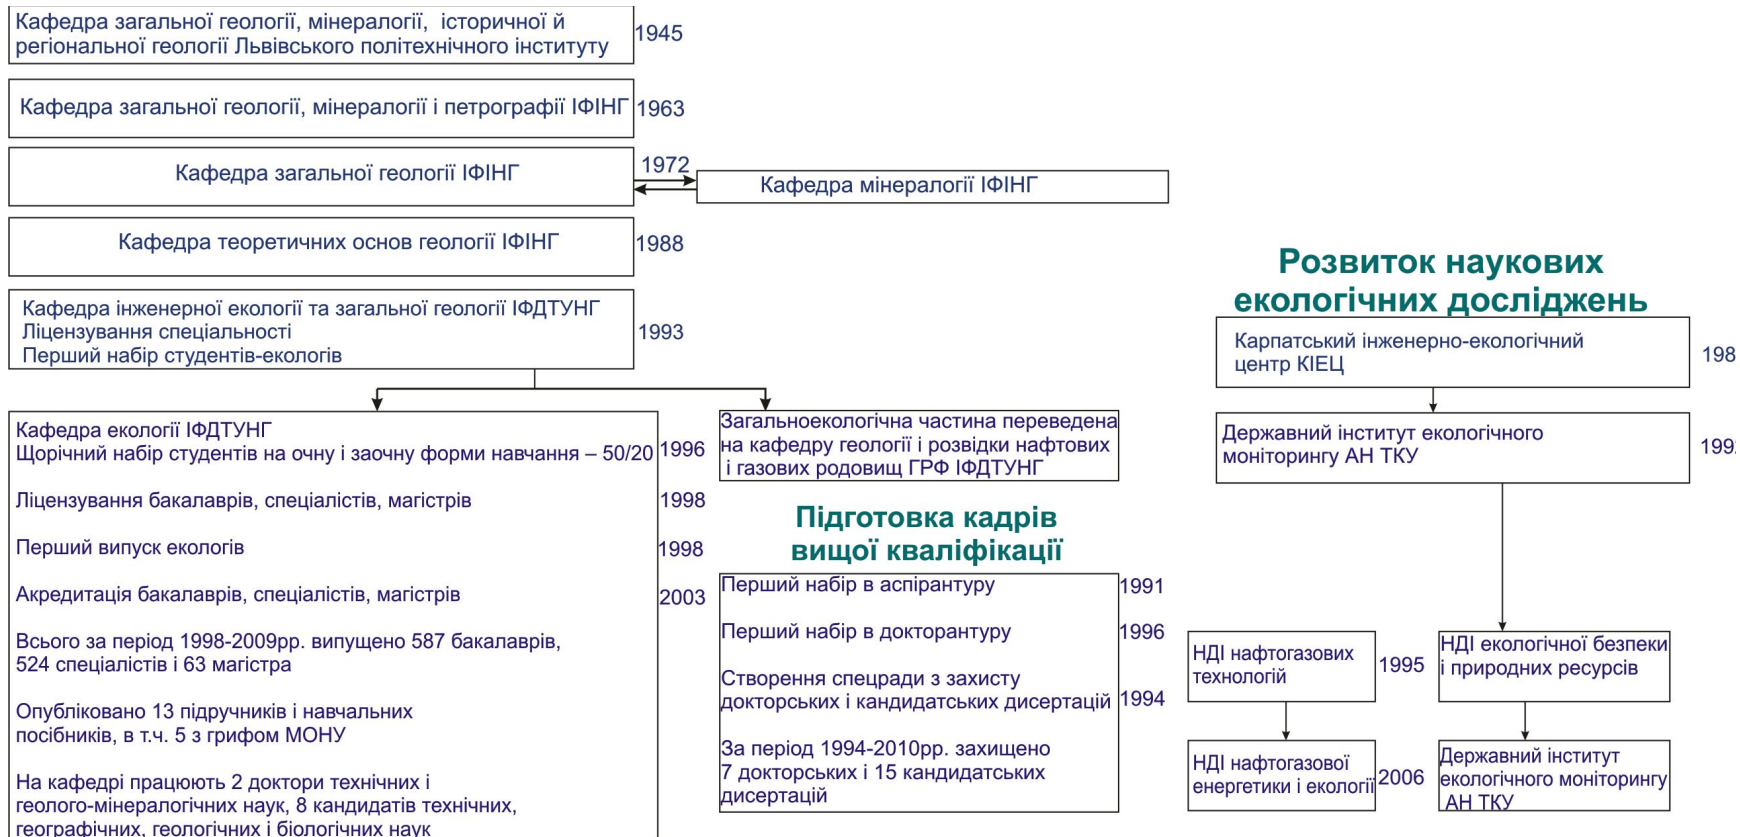 Кафедра загальної геології, мінералогії, історичної й
регіональної геології Львівського політехнічного інституту
1945
Кафедра загальної геології, мінералогії і петрографії ІФІНГ
1963
Кафедра загальної геології ІФІНГ
1972
Кафедра мінералогії ІФІНГ
Кафедра теоретичних основ геології ІФІНГ
1988
Кафедра інженерної екології та загальної геології ІФДТУНГ
Ліцензування спеціальності
Перший набір студентів-екологів
1993
Кафедра екології ІФДТУНГ
Щорічний набір студентів на очну і заочну форми навчання – 50/20
1996
Ліцензування бакалаврів, спеціалістів, магістрів
1998
Перший випуск екологів
1998
Акредитація бакалаврів, спеціалістів, магістрів
2003
Всього за період 1998-2009рр. випущено 587 бакалаврів,
524 спеціалістів і 63 магістра
Опубліковано 13 підручників і навчальних
посібників, в т.ч. 5 з грифом МОНУ
На кафедрі працюють 2 доктори технічних і
геолого-мінералогічних наук, 8 кандидатів технічних,
географічних, геологічних і біологічних наук
Загальноекологічна частина переведена
на кафедру геології і розвідки нафтових
і газових родовищ ГРФ ІФДТУНГ
Підготовка кадрів
вищої кваліфікації
Перший набір в аспірантуру
1991
Перший набір в докторантуру
1996
Створення спецради з захисту
докторських і кандидатських дисертацій
1994
За період 1994-2010рр. захищено
7 докторських і 15 кандидатських
дисертацій
Розвиток наукових
екологічних досліджень
Карпатський інженерно-екологічний
центр КІЕЦ
198
Державний інститут екологічного
моніторингу АН ТКУ
199
НДІ нафтогазових
технологій
1995
НДІ екологічної безпеки
і природних ресурсів
НДІ нафтогазової
енергетики і екології
2006
Державний інститут
екологічного моніторингу
АН ТКУ